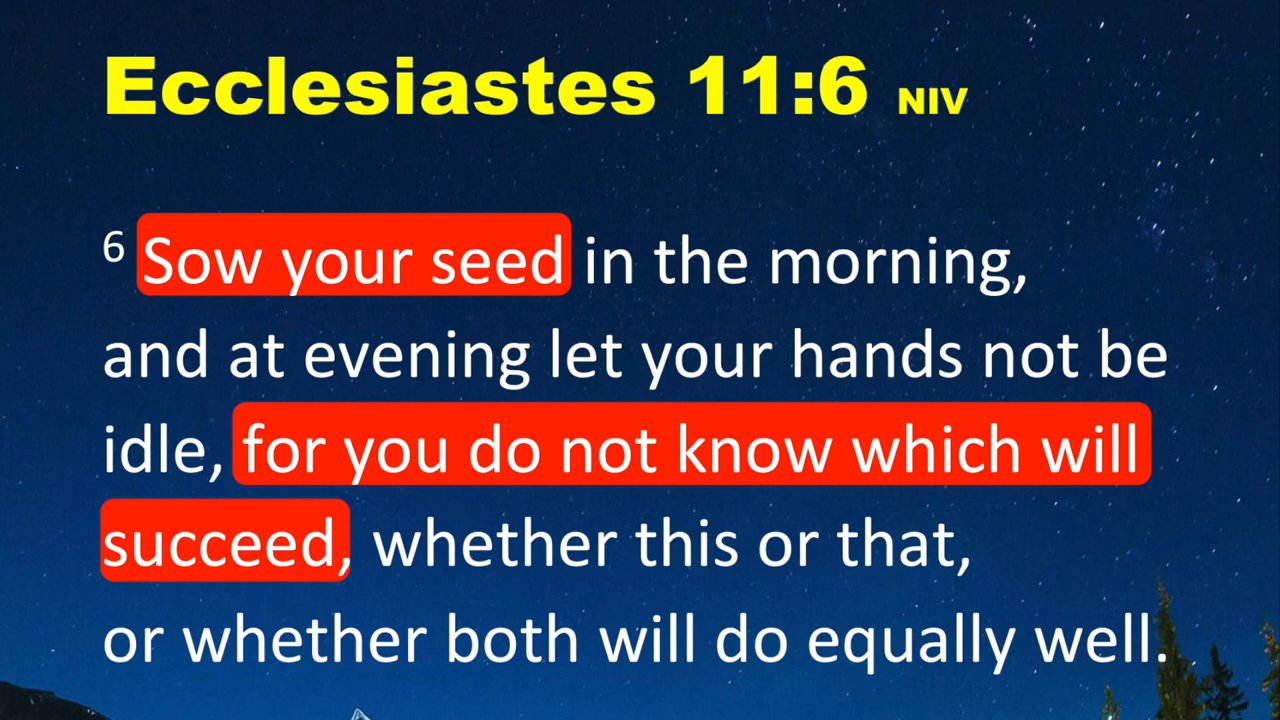 Ecclesiastes 11:6 NIV
6 Sow your seed in the morning,
and at evening let your hands not be
idle, for you do not know which will
succeed, whether this or that,
or whether both will do equally well.